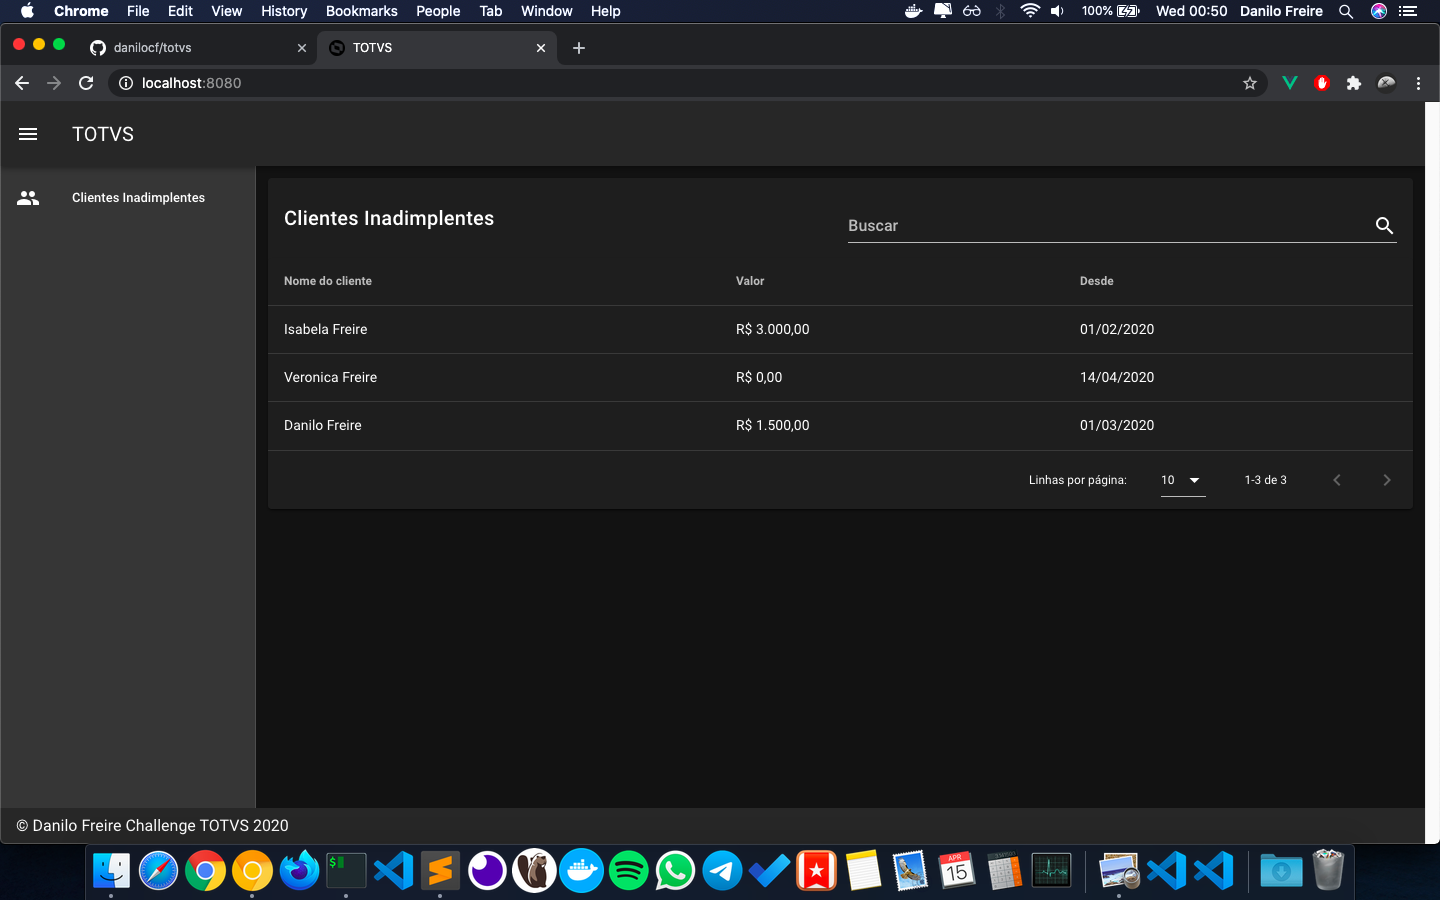 Chrome File Edit View History Bookmarks People Tab Window Help 100% Wed 00:50 Danilo Freire
danilocf/totvs TOTVS
localhost:8080
TOTVS
Clientes Inadimplentes
Clientes Inadimplentes
Buscar
Nome do cliente Valor Desde
Isabela Freire R$ 3.000,00 01/02/2020
Veronica Freire R$ 0,00 14/04/2020
Danilo Freire R$ 1.500,00 01/03/2020
Linhas por página: 10 1-3 de 3
© Danilo Freire Challenge TOTVS 2020
$
APR
15